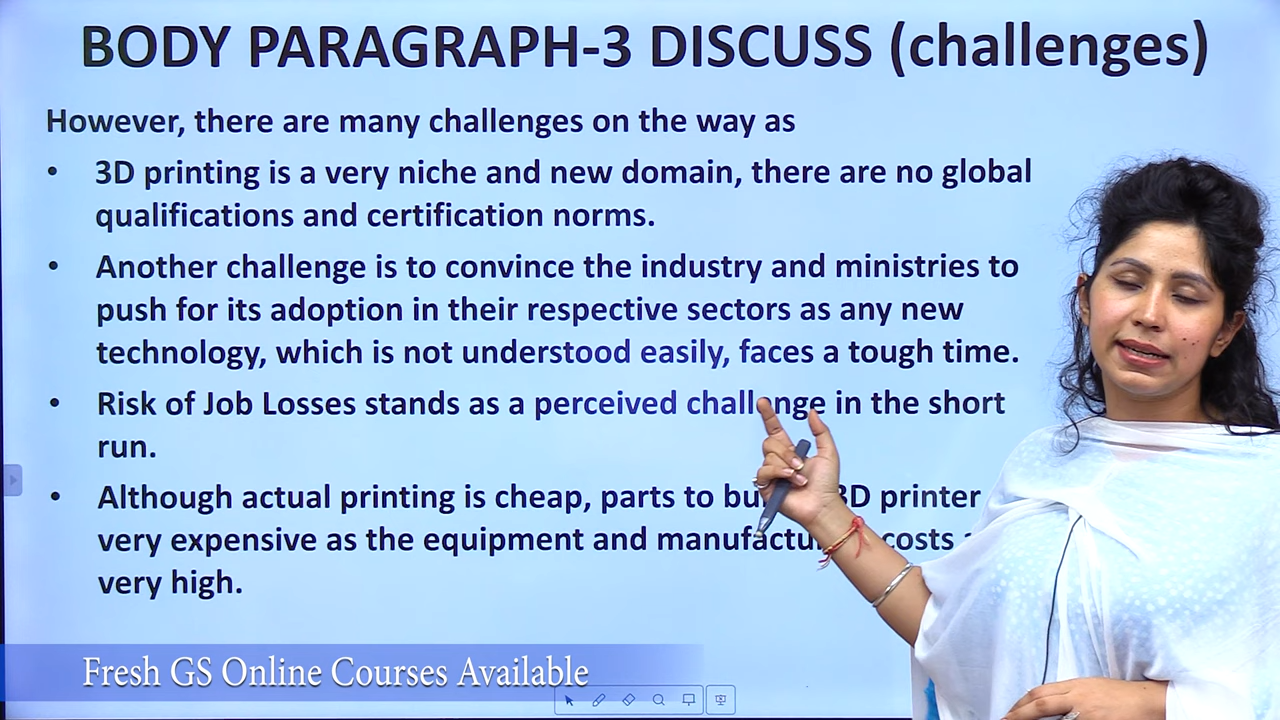 BODY PARAGRAPH-3 DISCUSS (challenges)
However, there are many challenges on the way as
• 3D printing is a very niche and new domain, there are no global
qualifications and certification norms.
• Another challenge is to convince the industry and ministries to
push for its adoption in their respective sectors as any new
technology, which is not understood easily, faces a tough time.
• Risk of Job Losses stands as a perceived challenge in the short
run.
• Although actual printing is cheap, parts to 3D printer
very expensive as the equipment and costs
very high.
Fresh GS Online Courses Available